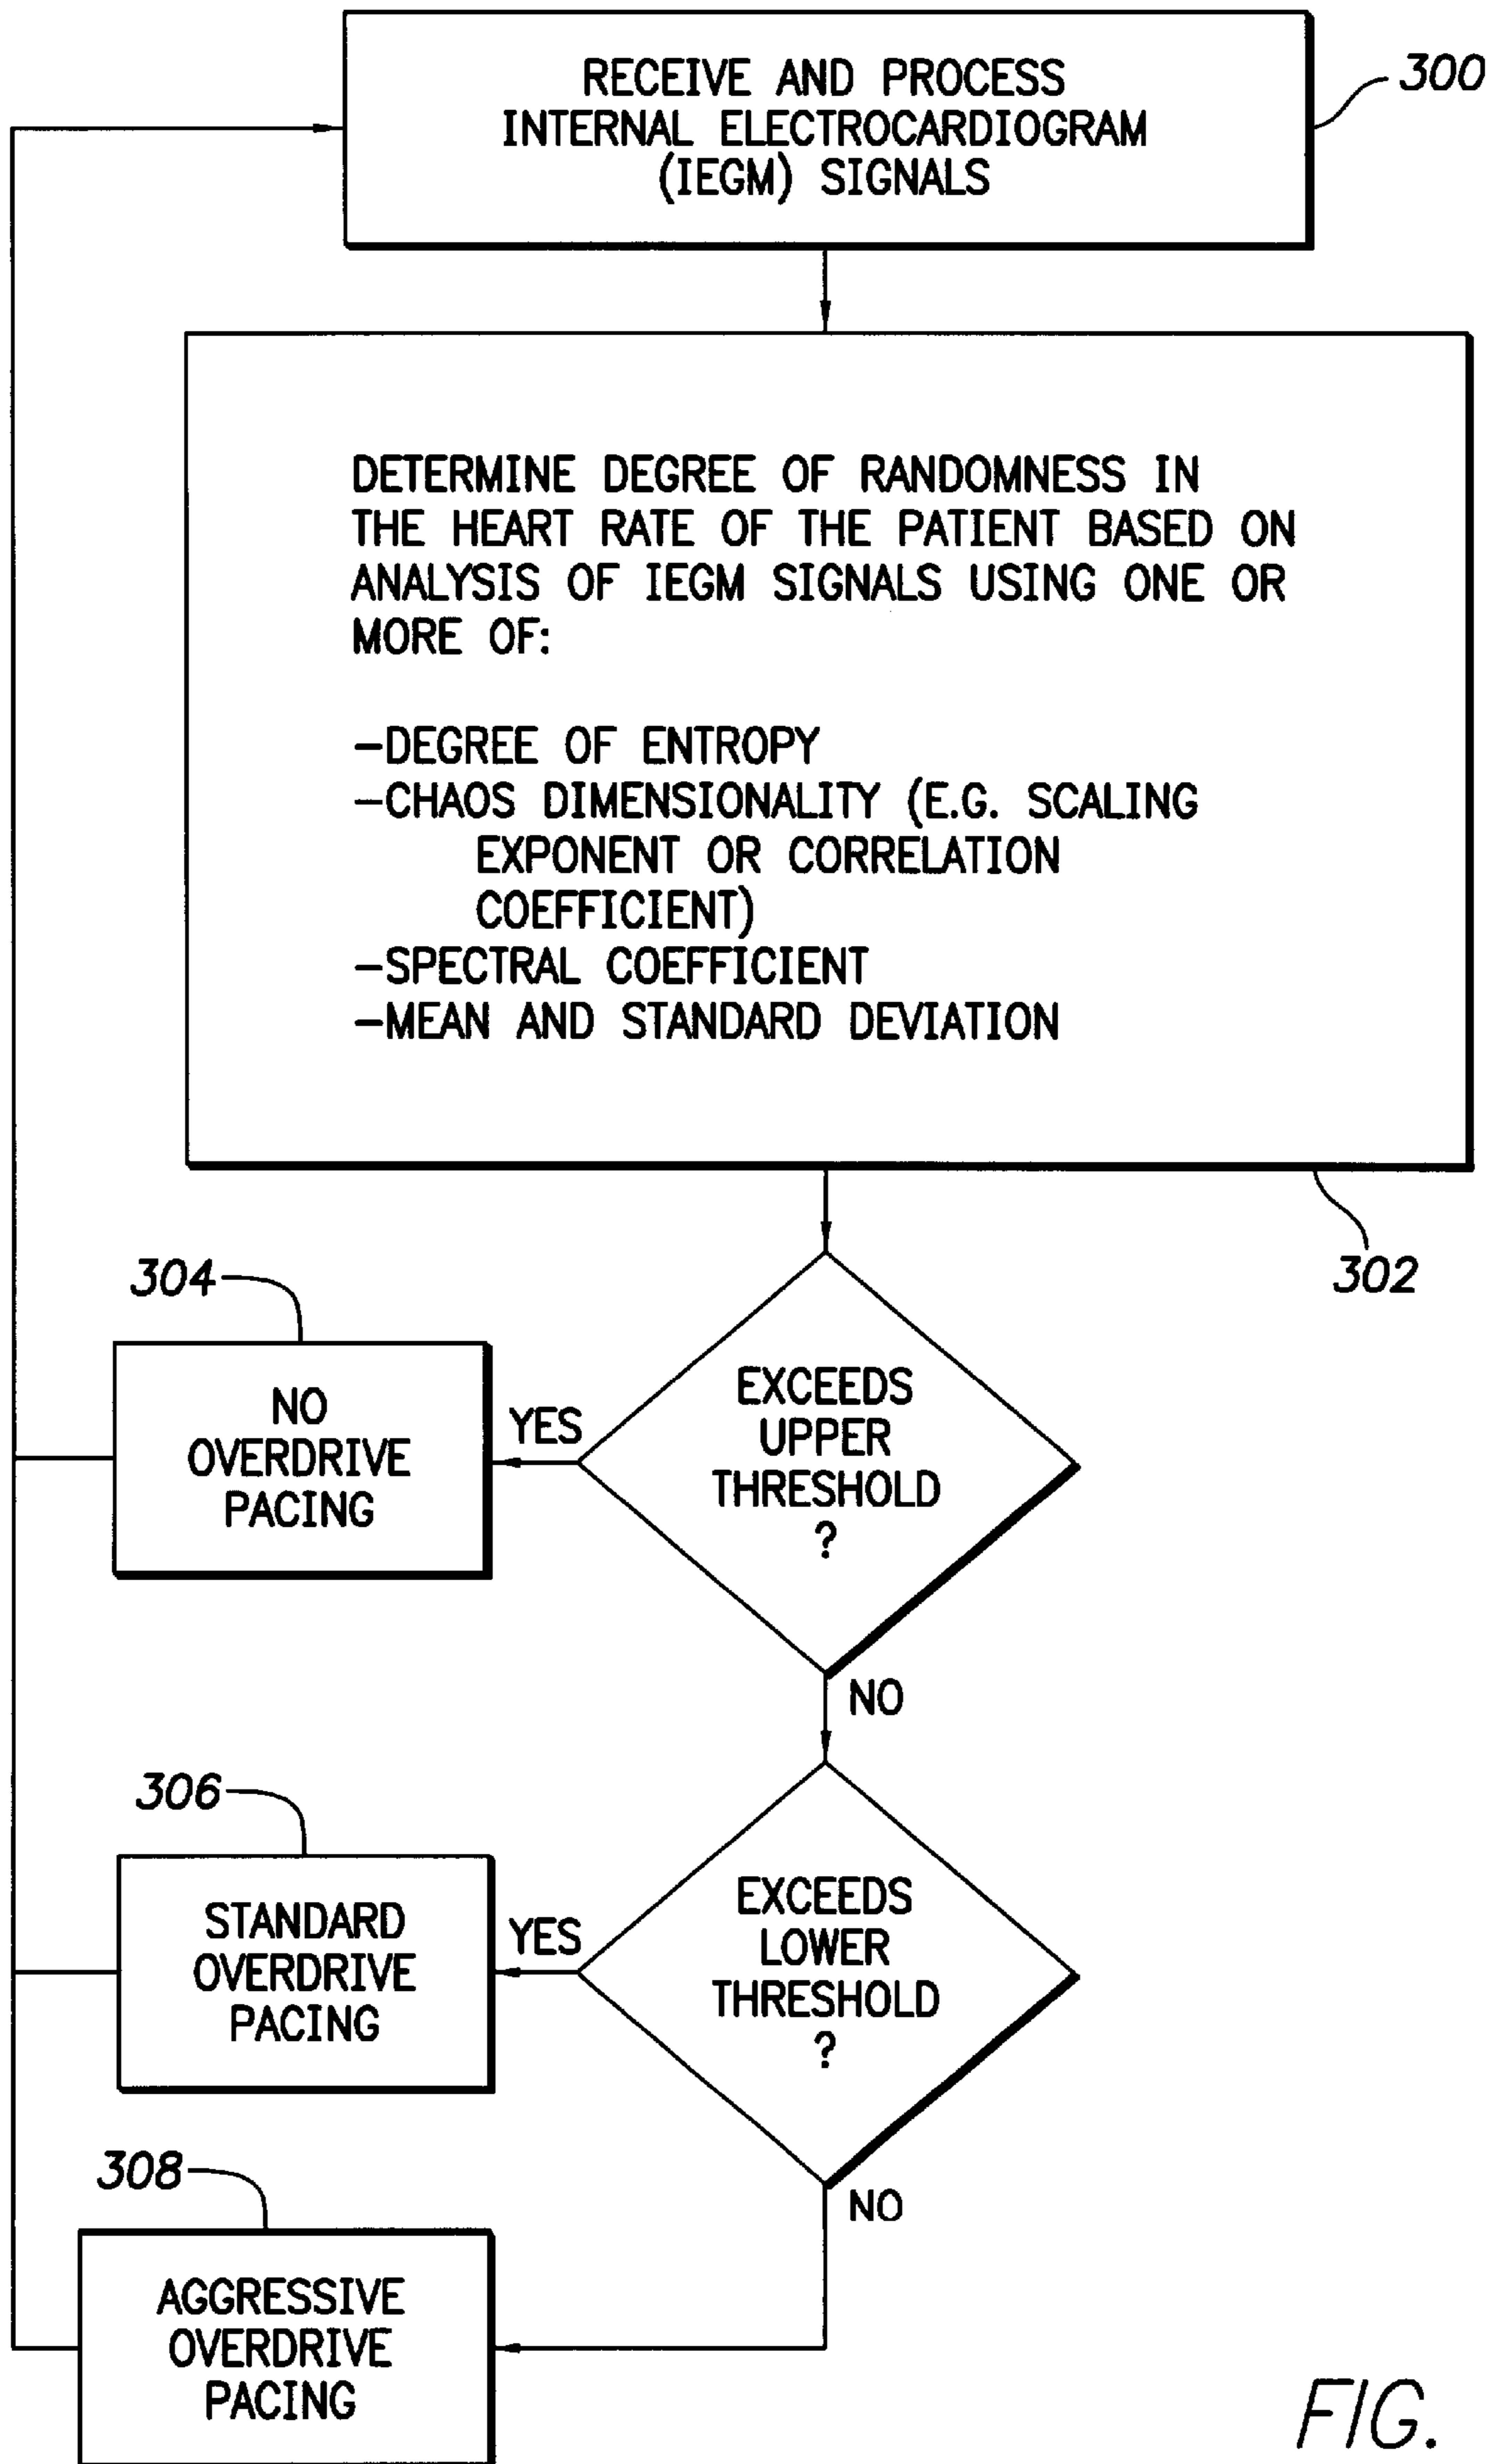 RECEIVE AND PROCESS
INTERNAL ELECTROCARDIOGRAM
(IEGM) SIGNALS
300
DETERMINE DEGREE OF RANDOMNESS IN
THE HEART RATE OF THE PATIENT BASED ON
ANALYSIS OF IEGM SIGNALS USING ONE OR
MORE OF:
-DEGREE OF ENTROPY
-CHAOS DIMENSIONALITY (E.G. SCALING
EXPONENT OR CORRELATION
COEFFICIENT)
-SPECTRAL COEFFICIENT
-MEAN AND STANDARD DEVIATION
302
304
NO
OVERDRIVE
PACING
YES
EXCEEDS
UPPER
THRESHOLD
?
NO
306
STANDARD
OVERDRIVE
PACING
YES
EXCEEDS
LOWER
THRESHOLD
?
NO
308
AGGRESSIVE
OVERDRIVE
PACING
FIG.